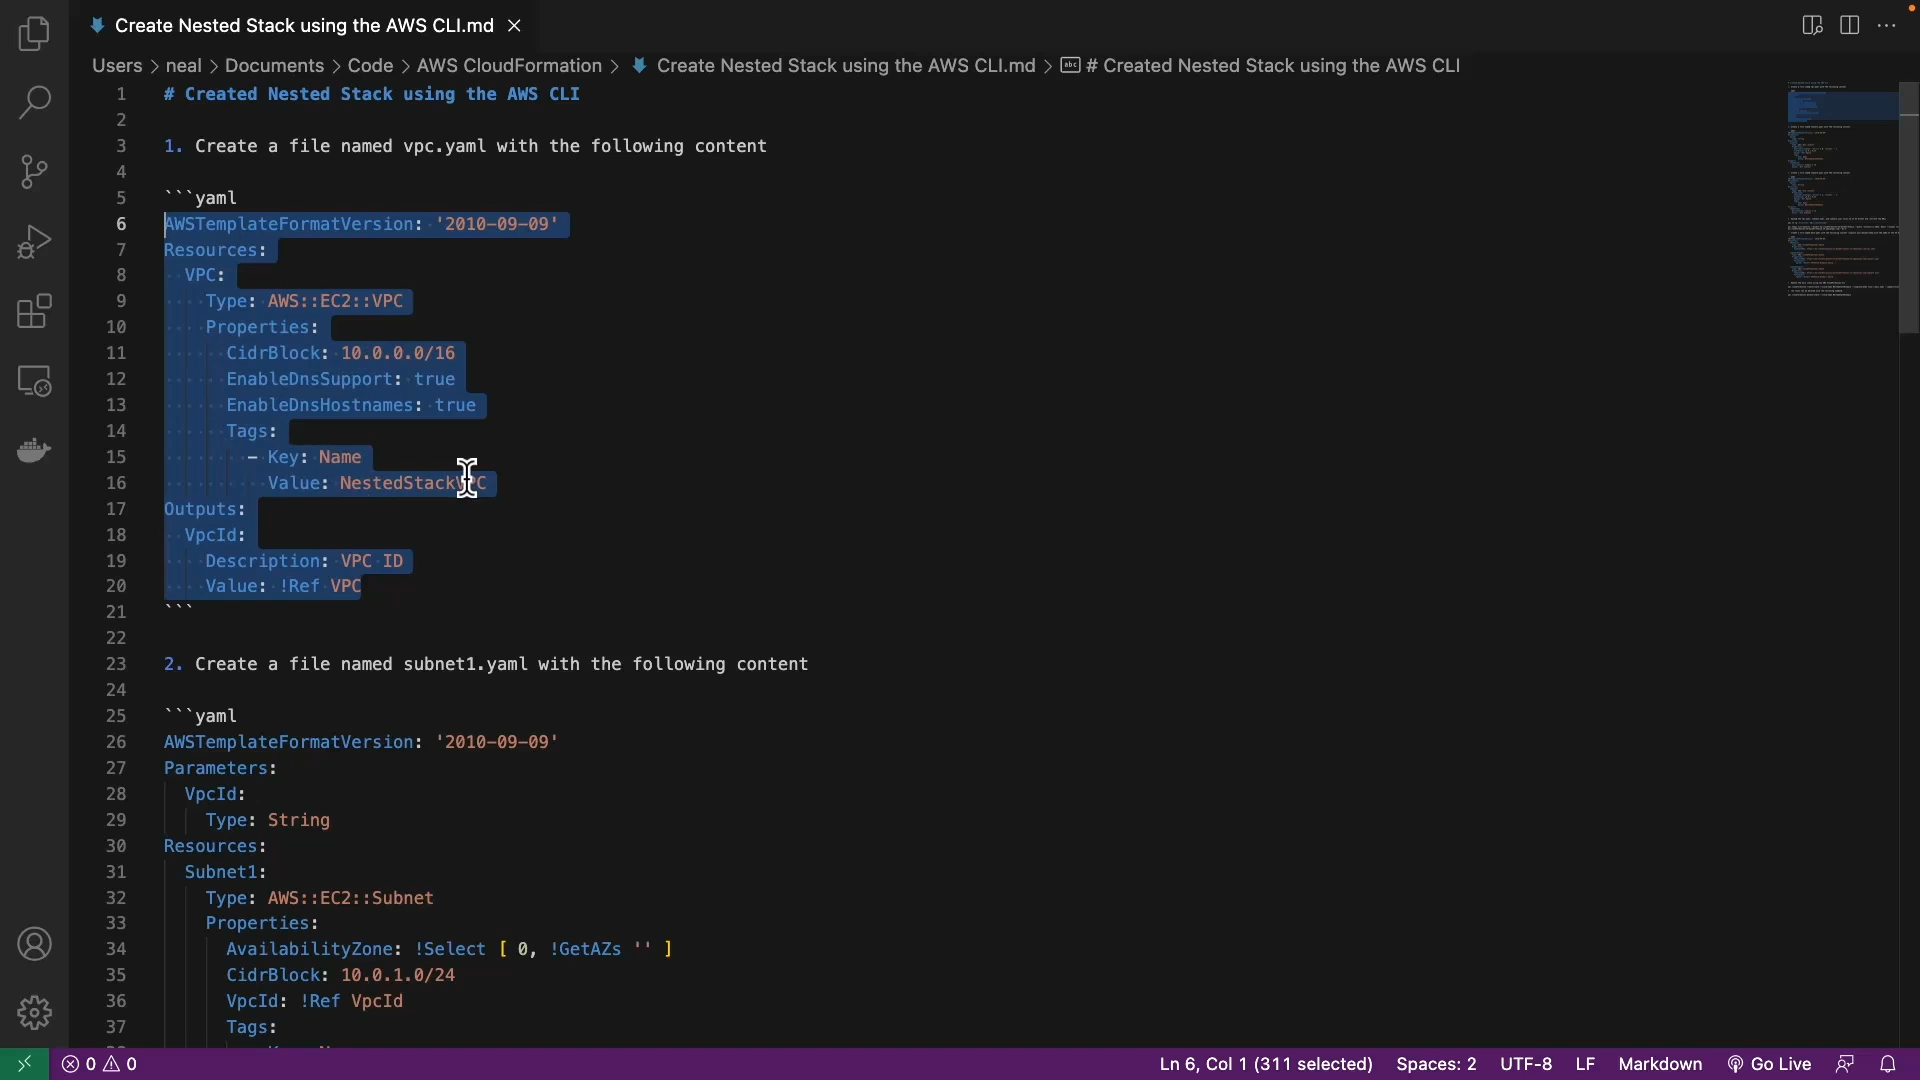 Create Nested Stack using the AWS CLI.md
Users > neal > Documents > Code > AWS CloudFormation > Create Nested Stack using the AWS CLI.md > abc # Created Nested Stack using the AWS CLI
1 # Created Nested Stack using the AWS CLI
2
3 1. Create a file named vpc.yaml with the following content
4
5 ```yaml
6 AWSTemplateFormatVersion: '2010-09-09'
7 Resources:
8 VPC:
9 Type: AWS::EC2::VPC
10 Properties:
11 CidrBlock: 10.0.0.0/16
12 EnableDnsSupport: true
13 EnableDnsHostnames: true
14 Tags:
15 - Key: Name
16 Value: NestedStackVPC
17 Outputs:
18 VpcId:
19 Description: VPC ID
20 Value: !Ref VPC
21 ```
22
23 2. Create a file named subnet1.yaml with the following content
24
25 ```yaml
26 AWSTemplateFormatVersion: '2010-09-09'
27 Parameters:
28 VpcId:
29 Type: String
30 Resources:
31 Subnet1:
32 Type: AWS::EC2::Subnet
33 Properties:
34 AvailabilityZone: !Select [ 0, !GetAZs '' ]
35 CidrBlock: 10.0.1.0/24
36 VpcId: !Ref VpcId
37 Tags:
0 0 Ln 6, Col 1 (311 selected) Spaces: 2 UTF-8 LF Markdown Go Live